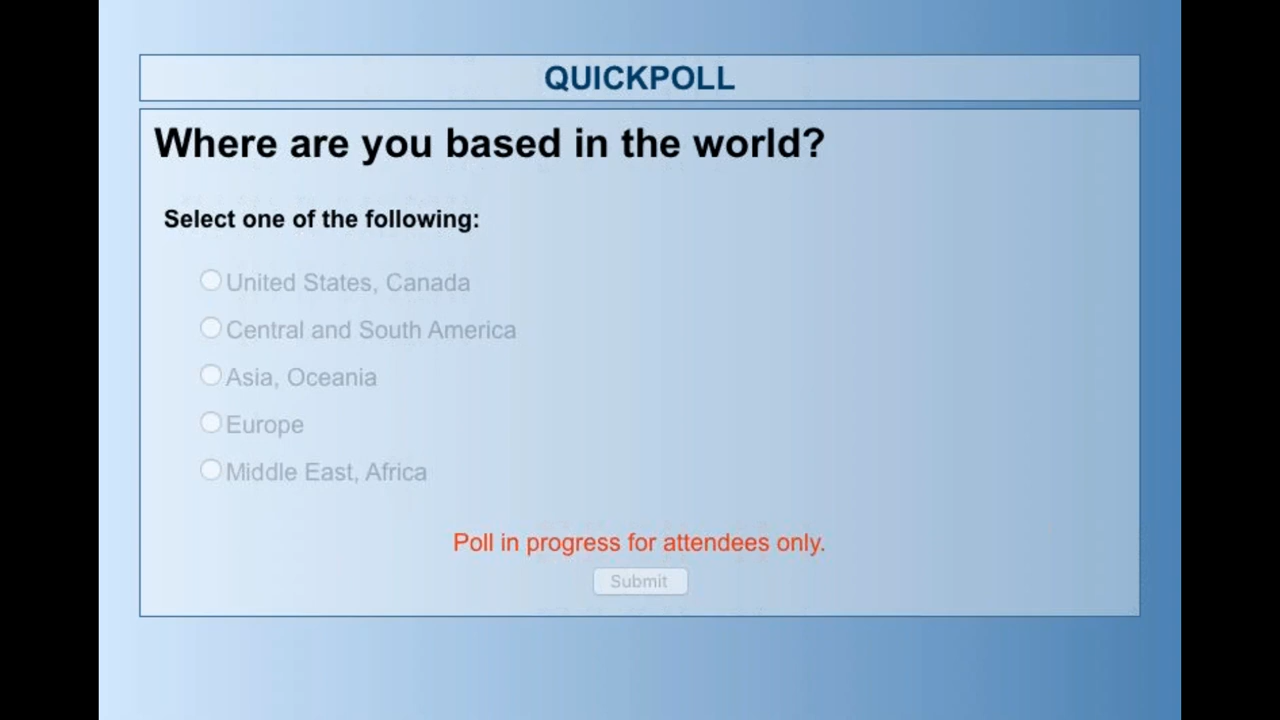 QUICKPOLL
Where are you based in the world?
Select one of the following:
United States, Canada
Central and South America
Asia, Oceania
Europe
Middle East, Africa
Poll in progress for attendees only.
Submit